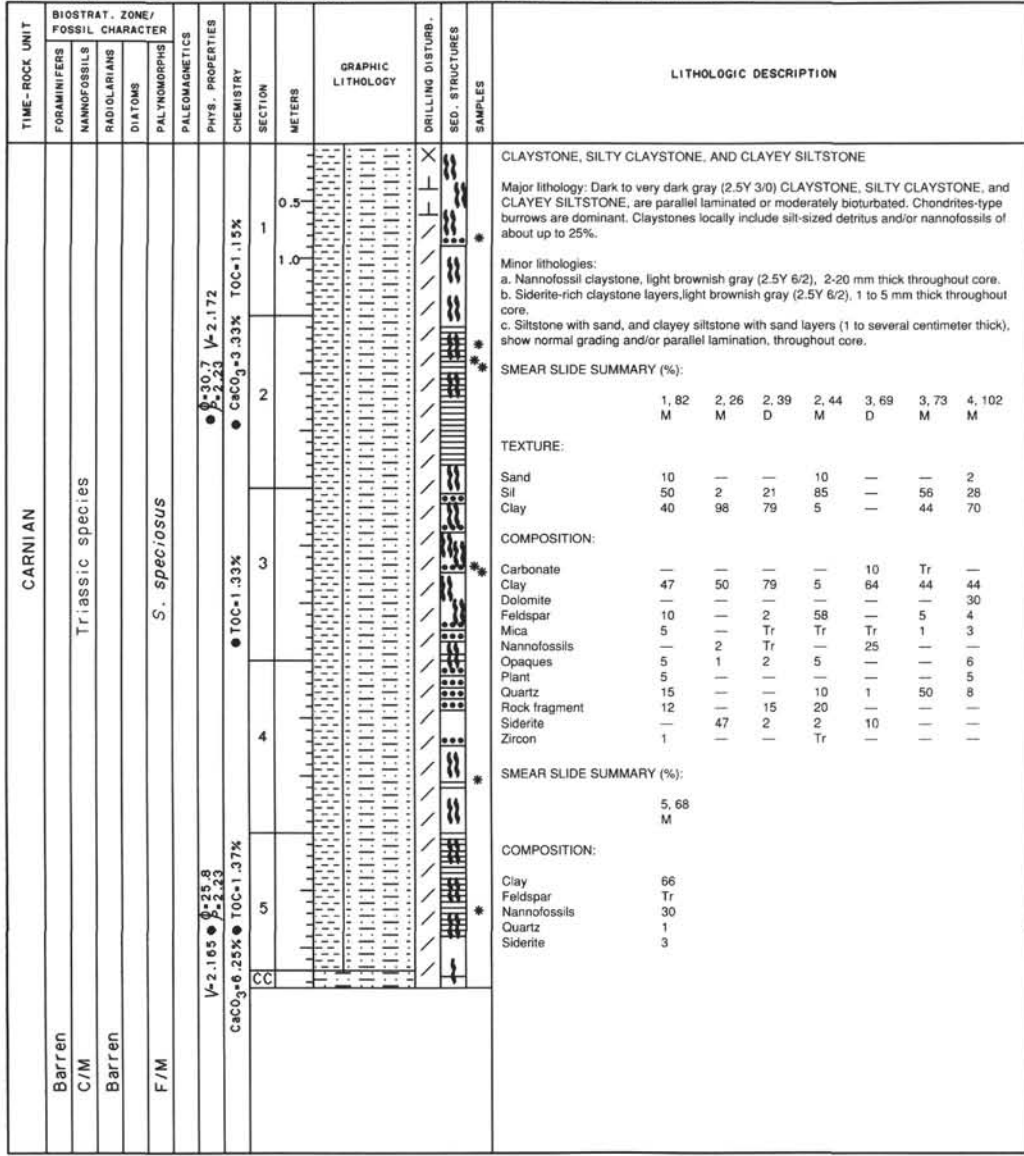 TIME-ROCK UNIT
BIOSTRAT. ZONE/
FOSSIL CHARACTER
FORAMINIFERS
NANNOFOSSILS
RADIOLARIANS
DIATOMS
PALYNOMORPHS
PALEOMAGNETICS
PHYS. PROPERTIES
CHEMISTRY
SECTION
METERS
GRAPHIC
LITHOLOGY
DRILLING DISTURB.
SED. STRUCTURES
SAMPLES
LITHOLOGIC DESCRIPTION
CARNIAN
Barren
C/M
Triassic species
Barren
F/M
S. speciosus
V=2.165 ● Φ=25.8
ρ=2.23
● Φ=30.7 V=2.172
ρ=2.23
CaCO3=6.25% ● TOC=1.37%
● TOC=1.33%
● CaCO3=3.33% TOC=1.15%
1
2
3
4
5
CC
0.5
1.0
CLAYSTONE, SILTY CLAYSTONE, AND CLAYEY SILTSTONE
Major lithology: Dark to very dark gray (2.5Y 3/0) CLAYSTONE, SILTY CLAYSTONE, and
CLAYEY SILTSTONE, are parallel laminated or moderately bioturbated. Chondrites-type
burrows are dominant. Claystones locally include silt-sized detritus and/or nannofossils of
about up to 25%.
Minor lithologies:
a. Nannofossil claystone, light brownish gray (2.5Y 6/2), 2-20 mm thick throughout core.
b. Siderite-rich claystone layers,light brownish gray (2.5Y 6/2), 1 to 5 mm thick throughout
core.
c. Siltstone with sand, and clayey siltstone with sand layers (1 to several centimeter thick),
show normal grading and/or parallel lamination, throughout core.
SMEAR SLIDE SUMMARY (%):
1, 82 2, 26 2, 39 2, 44 3, 69 3, 73 4, 102
M M D M D M M
TEXTURE:
Sand 10 — — 10 — — 2
Sil 50 2 21 85 — 56 28
Clay 40 98 79 5 — 44 70
COMPOSITION:
Carbonate — — — — 10 Tr —
Clay 47 50 79 5 64 44 44
Dolomite — — — — — — 30
Feldspar 10 — 2 58 — 5 4
Mica 5 — Tr Tr Tr 1 3
Nannofossils — 2 Tr — 25 — —
Opaques 5 1 2 5 — — 6
Plant 5 — — — — — 5
Quartz 15 — — 10 1 50 8
Rock fragment 12 — 15 20 — — —
Siderite — 47 2 2 10 — —
Zircon 1 — — Tr — — —
SMEAR SLIDE SUMMARY (%):
5, 68
M
COMPOSITION:
Clay 66
Feldspar Tr
Nannofossils 30
Quartz 1
Siderite 3